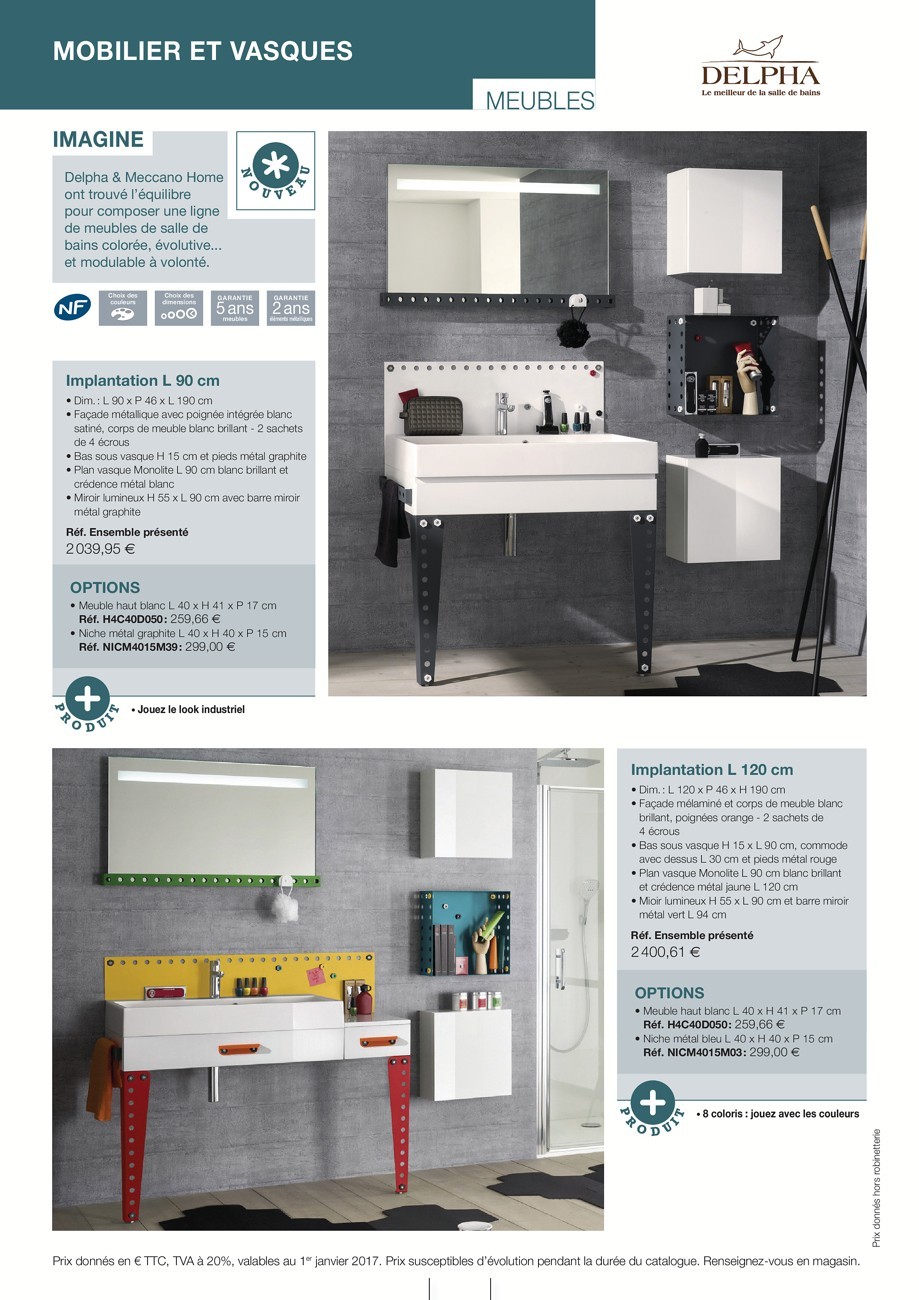 MOBILIER ET VASQUES
MEUBLES
DELPHA
Le meilleur de la salle de bains
IMAGINE
Delpha & Meccano Home
ont trouvé l'équilibre
pour composer une ligne
de meubles de salle de
bains colorée, évolutive...
et modulable à volonté.
NOUVEAU
NF
Choix des
couleurs
Choix des
dimensions
GARANTIE
5 ans
meubles
GARANTIE
2 ans
éléments métalliques
Implantation L 90 cm
• Dim. : L 90 x P 46 x L 190 cm
• Façade métallique avec poignée intégrée blanc
satiné, corps de meuble blanc brillant - 2 sachets
de 4 écrous
• Bas sous vasque H 15 cm et pieds métal graphite
• Plan vasque Monolite L 90 cm blanc brillant et
crédence métal blanc
• Miroir lumineux H 55 x L 90 cm avec barre miroir
métal graphite
Réf. Ensemble présenté
2 039,95 €
OPTIONS
• Meuble haut blanc L 40 x H 41 x P 17 cm
Réf. H4C40D050 : 259,66 €
• Niche métal graphite L 40 x H 40 x P 15 cm
Réf. NICM4015M39 : 299,00 €
+
PRODUIT
• Jouez le look industriel
Implantation L 120 cm
• Dim. : L 120 x P 46 x H 190 cm
• Façade mélaminé et corps de meuble blanc
brillant, poignées orange - 2 sachets de
4 écrous
• Bas sous vasque H 15 x L 90 cm, commode
avec dessus L 30 cm et pieds métal rouge
• Plan vasque Monolite L 90 cm blanc brillant
et crédence métal jaune L 120 cm
• Mioir lumineux H 55 x L 90 cm et barre miroir
métal vert L 94 cm
Réf. Ensemble présenté
2 400,61 €
OPTIONS
• Meuble haut blanc L 40 x H 41 x P 17 cm
Réf. H4C40D050 : 259,66 €
• Niche métal bleu L 40 x H 40 x P 15 cm
Réf. NICM4015M03 : 299,00 €
+
PRODUIT
• 8 coloris : jouez avec les couleurs
Prix donnés hors robinetterie
Prix donnés en € TTC, TVA à 20%, valables au 1er janvier 2017. Prix susceptibles d'évolution pendant la durée du catalogue. Renseignez-vous en magasin.